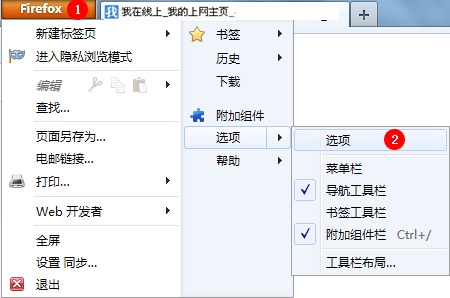 Firefox 1
我 我在线上_我的上网主页_
新建标签页
进入隐私浏览模式
编辑
查找...
页面另存为...
电邮链接...
打印...
Web 开发者
全屏
设置 同步...
退出
书签
历史
下载
附加组件
选项
帮助
选项 2
菜单栏
导航工具栏
书签工具栏
附加组件栏 Ctrl+/
工具栏布局...